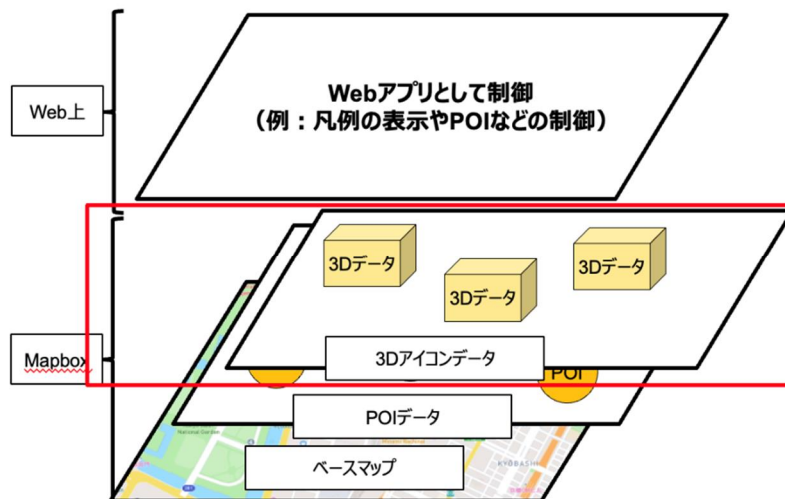 Web上
Webアプリとして制御
（例：凡例の表示やPOIなどの制御）
Mapbox
3Dデータ
3Dデータ
3Dデータ
3Dアイコンデータ
POI
POIデータ
ベースマップ
KYŌBASHI